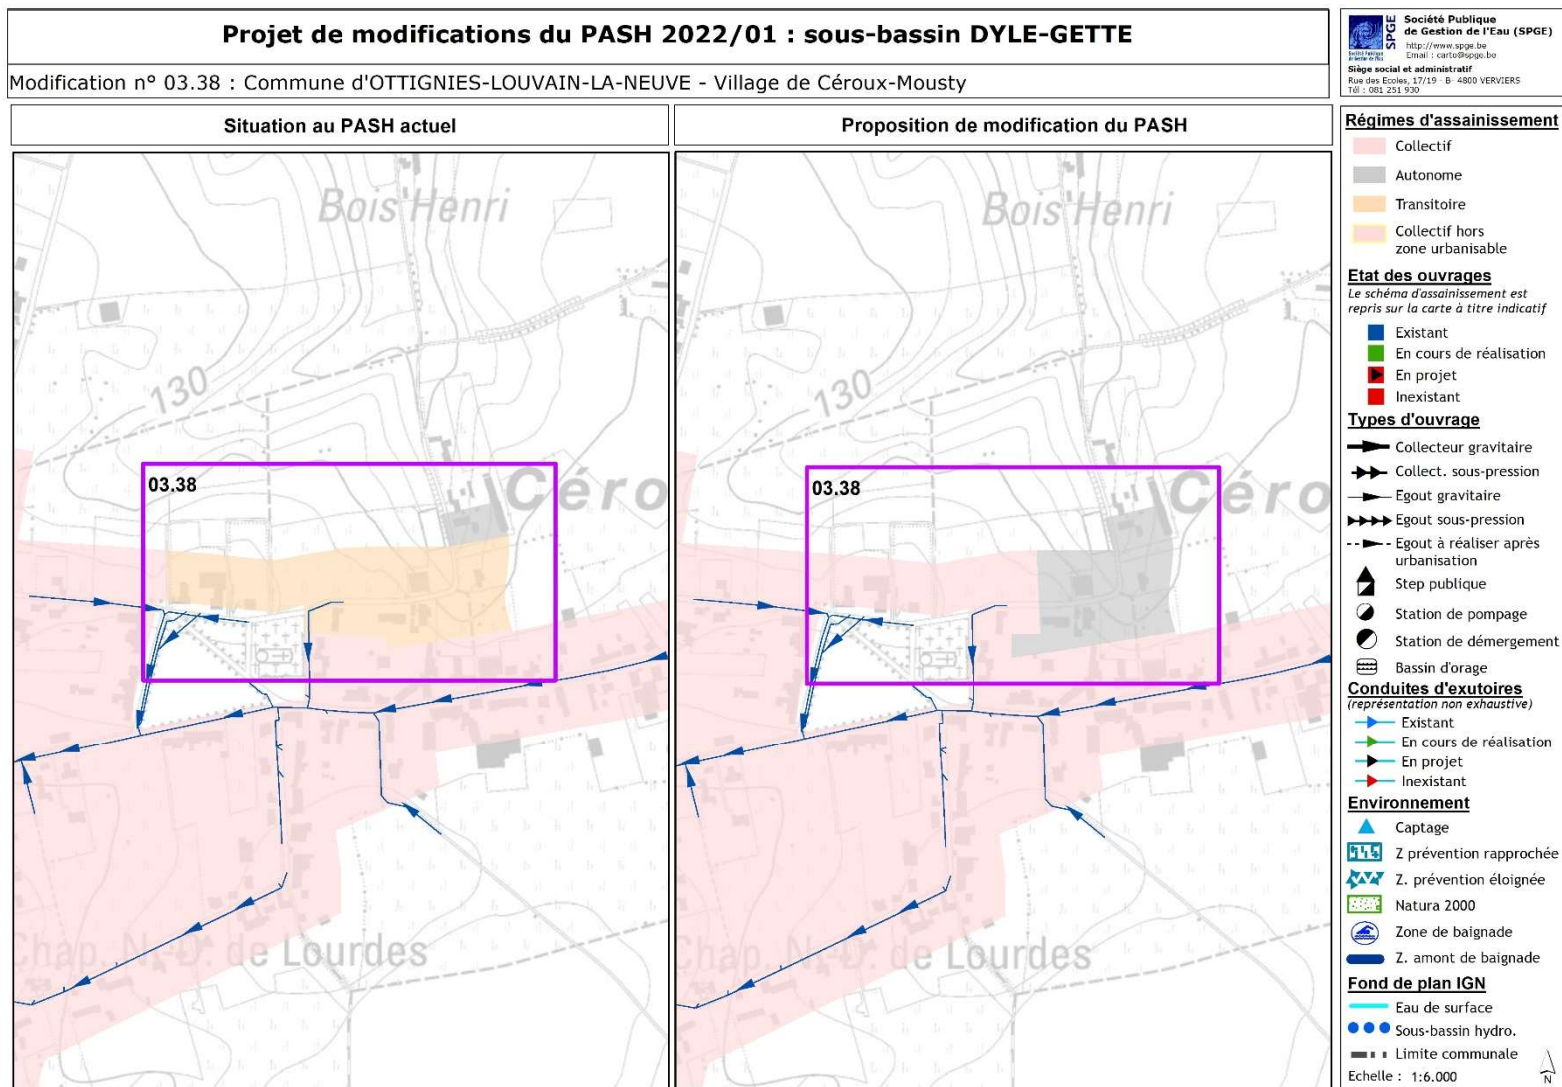 Projet de modifications du PASH 2022/01 : sous-bassin DYLE-GETTE
Modification n° 03.38 : Commune d'OTTIGNIES-LOUVAIN-LA-NEUVE - Village de Céroux-Mousty
SPGE
Société Publique
de Gestion de l'Eau (SPGE)
http://www.spge.be
Email : carto@spge.be
Siège social et administratif
Rue des Ecoles, 17/19 - B- 4800 VERVIERS
Tél : 081 251 930
Situation au PASH actuel
Bois Henri
130
03.38
Céro
Chap. N.-D. de Lourdes
Proposition de modification du PASH
Bois Henri
130
03.38
Céro
Chap. N.-D. de Lourdes
Régimes d'assainissement
Collectif
Autonome
Transitoire
Collectif hors
zone urbanisable
Etat des ouvrages
Le schéma d'assainissement est
repris sur la carte à titre indicatif
Existant
En cours de réalisation
En projet
Inexistant
Types d'ouvrage
Collecteur gravitaire
Collect. sous-pression
Egout gravitaire
Egout sous-pression
Egout à réaliser après
urbanisation
Step publique
Station de pompage
Station de démergement
Bassin d'orage
Conduites d'exutoires
(représentation non exhaustive)
Existant
En cours de réalisation
En projet
Inexistant
Environnement
Captage
Z prévention rapprochée
Z. prévention éloignée
Natura 2000
Zone de baignade
Z. amont de baignade
Fond de plan IGN
Eau de surface
Sous-bassin hydro.
Limite communale
Echelle : 1:6.000
N